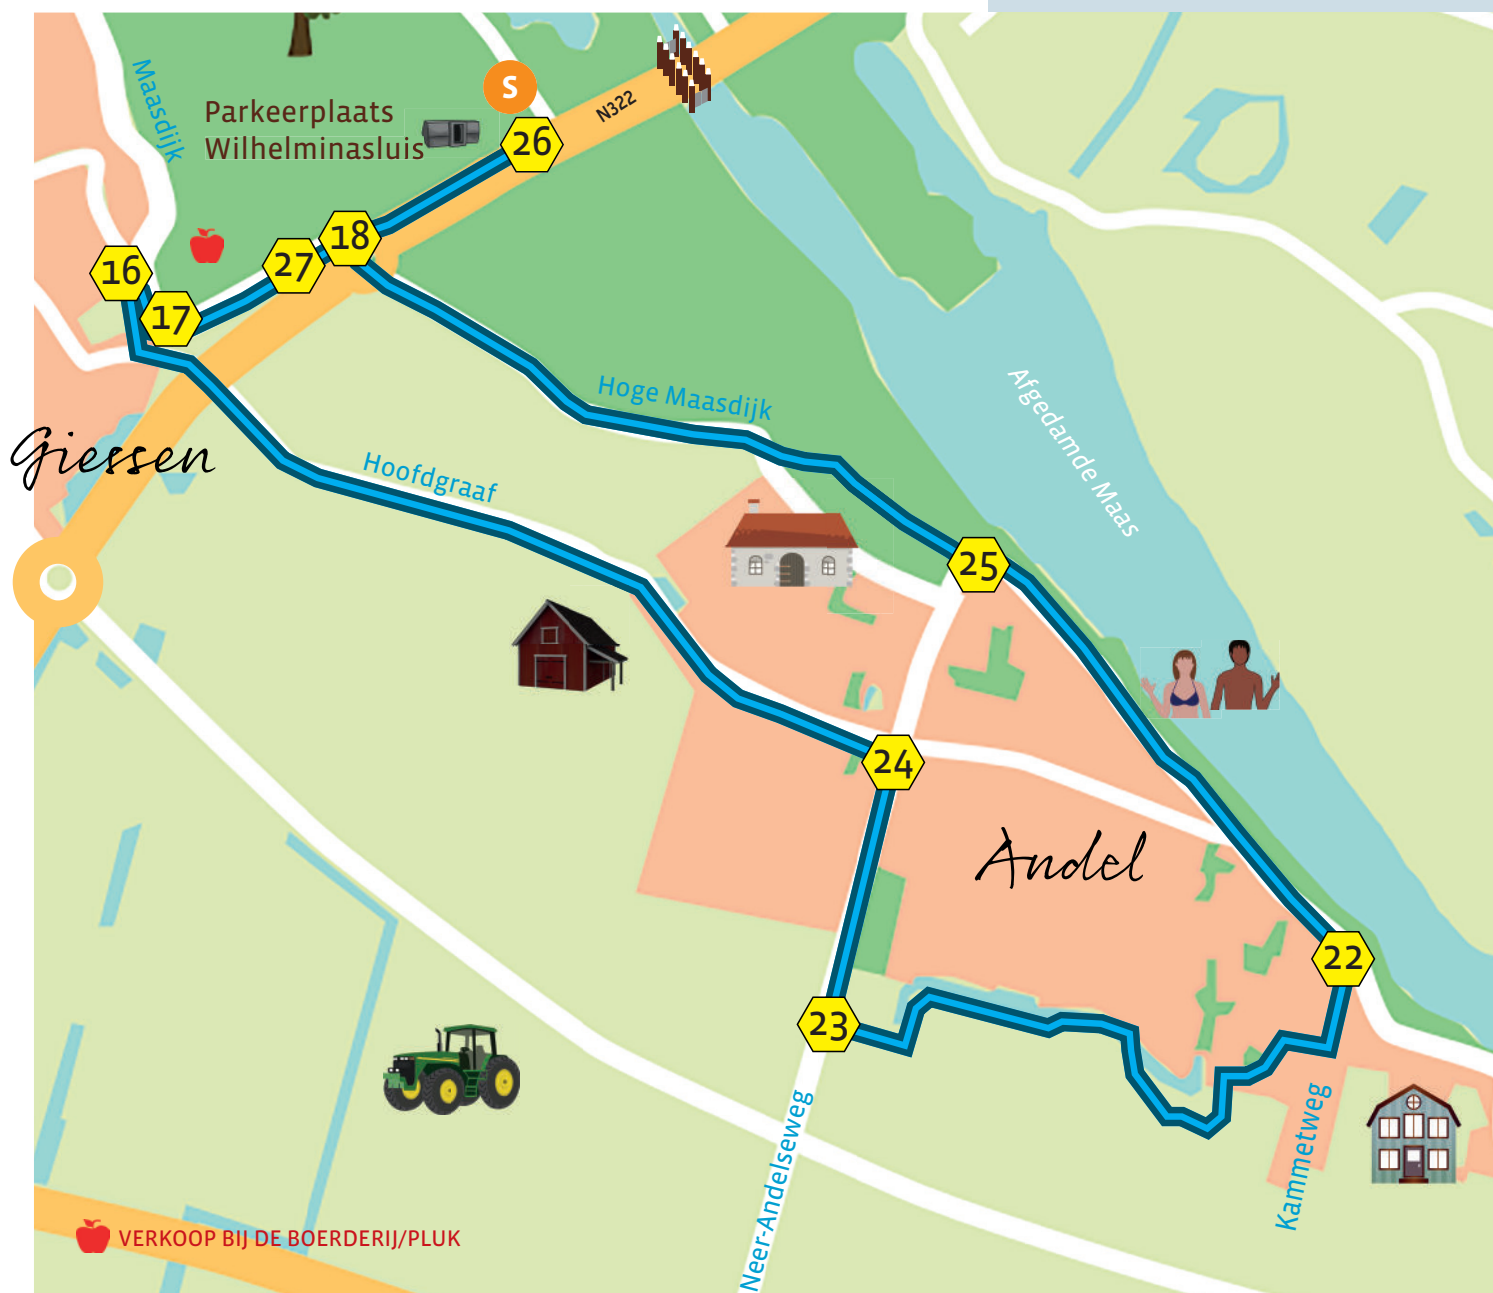 Maasdijk
Parkeerplaats
Wilhelminasluis
S
26
N322
18
27
16
17
Hoge Maasdijk
Afgedamde Maas
Giessen
Hoofdgraaf
25
24
Andel
22
23
Neer-Andelseweg
Kammetweg
VERKOOP BIJ DE BOERDERIJ/PLUK